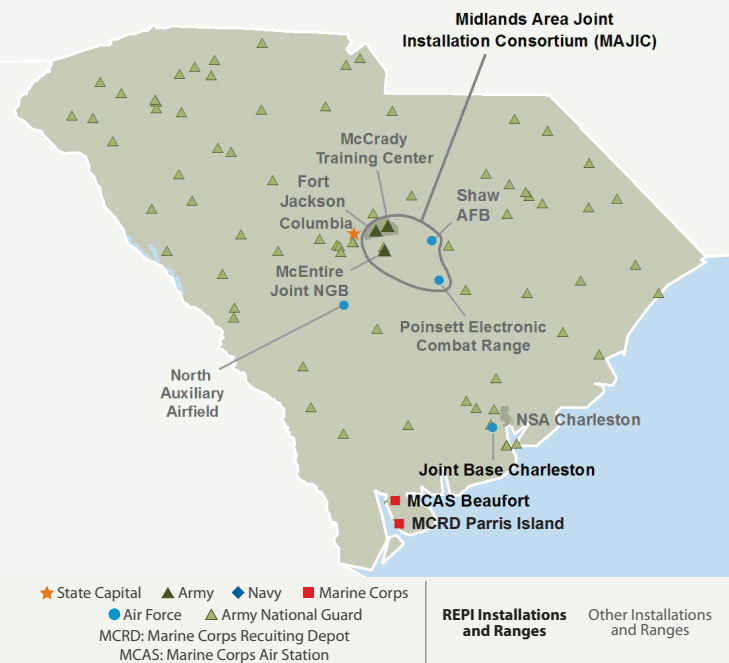 Midlands Area Joint
Installation Consortium (MAJIC)
McCrady
Training Center
Fort
Jackson
Columbia
Shaw
AFB
McEntire
Joint NGB
Poinsett Electronic
Combat Range
North
Auxiliary
Airfield
NSA Charleston
Joint Base Charleston
MCAS Beaufort
MCRD Parris Island
State Capital
Army
Navy
Marine Corps
Air Force
Army National Guard
MCRD: Marine Corps Recuiting Depot
MCAS: Marine Corps Air Station
REPI Installations
and Ranges
Other Installations
and Ranges